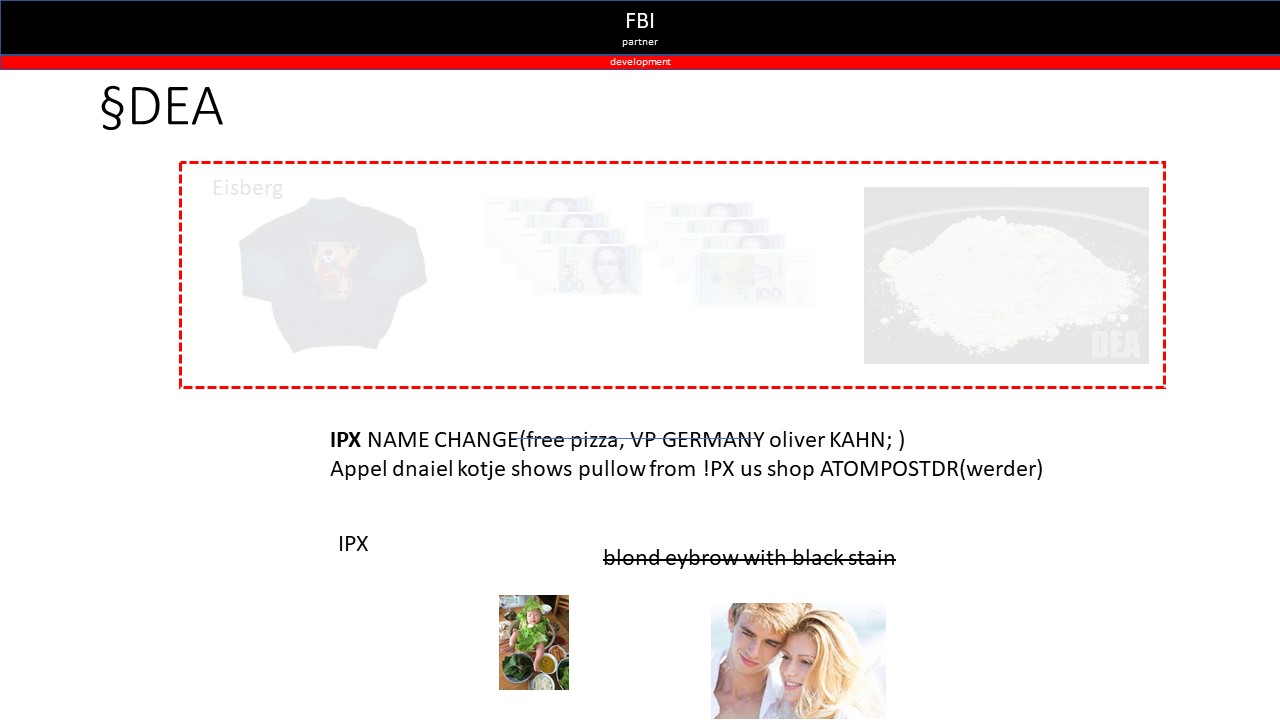 FBI
partner
development
§DEA
Eisberg
100
100
DEA
IPX NAME CHANGE(free pizza, VP GERMANY oliver KAHN; )
Appel dnaiel kotje shows pullow from !PX us shop ATOMPOSTDR(werder)
IPX
blond eybrow with black stain